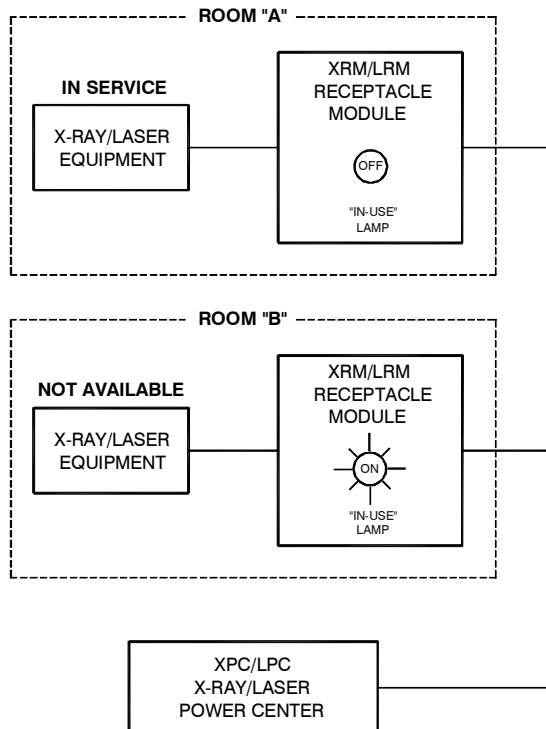 ROOM "A"
IN SERVICE
X-RAY/LASER
EQUIPMENT
XRM/LRM
RECEPTACLE
MODULE
OFF
"IN-USE"
LAMP
ROOM "B"
NOT AVAILABLE
X-RAY/LASER
EQUIPMENT
XRM/LRM
RECEPTACLE
MODULE
ON
"IN-USE"
LAMP
XPC/LPC
X-RAY/LASER
POWER CENTER